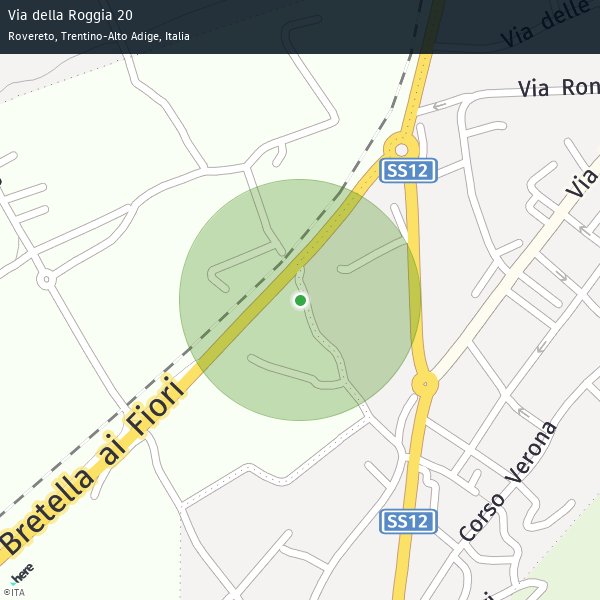 Via della Roggia 20
Rovereto, Trentino-Alto Adige, Italia
Via delle
Via Ron
SS12
Via
Bretella ai Fiori
Corso Verona
SS12
here
©ITA